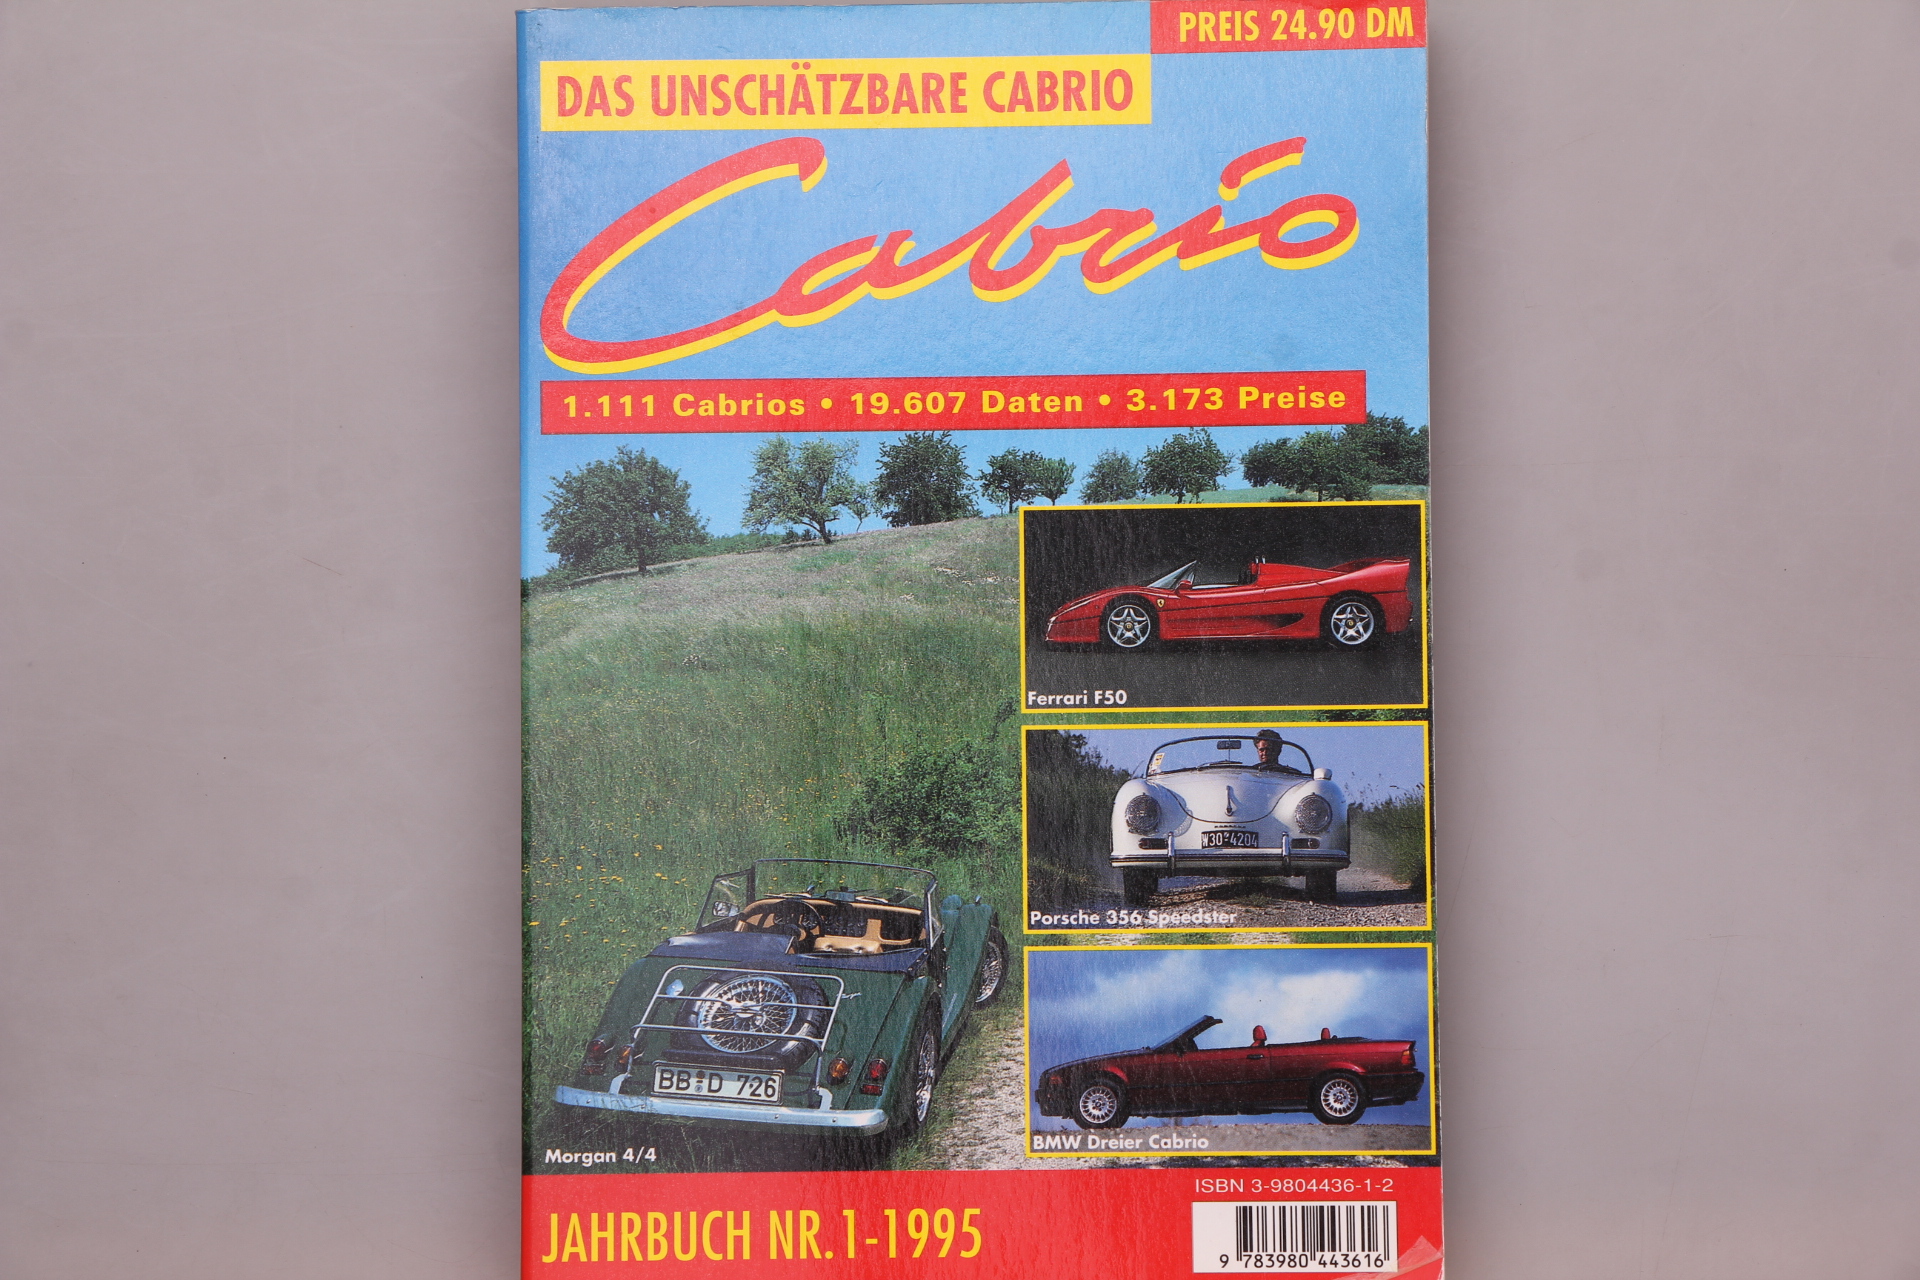 PREIS 24.90 DM
DAS UNSCHÄTZBARE CABRIO
Cabrio
1.111 Cabrios • 19.607 Daten • 3.173 Preise
Ferrari F50
W30-4204
Porsche 356 Speedster
BB D 726
BMW Dreier Cabrio
Morgan 4/4
ISBN 3-9804436-1-2
JAHRBUCH NR. 1-1995
9 783980 443616